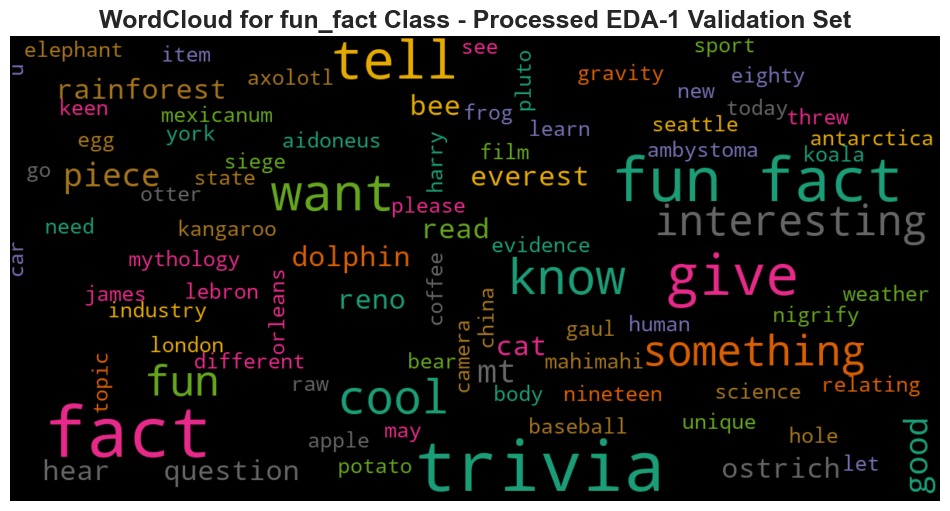 WordCloud for fun_fact Class - Processed EDA-1 Validation Set
elephant item tell see sport
u rainforest axolotl pluto gravity eighty
keen bee frog new today threw
mexicanum york aidoneus learn seattle antarctica
egg siege harry film ambystoma koala
go piece state want everest fun fact
otter please interesting
need kangaroo read evidence
car mythology dolphin know give
james lebron orleans reno coffee china weather
industry gaul human nigrify
london different bear camera cat mahimahi something
topic fun raw cool mt body nineteen science relating
fact apple may baseball unique hole good
hear question potato trivia ostrich let